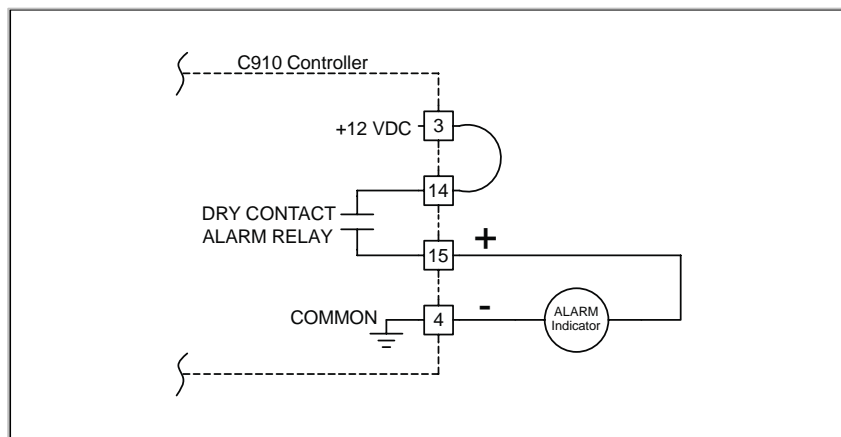 C910 Controller
+12 VDC
3
14
DRY CONTACT
ALARM RELAY
15
+
COMMON
4
-
ALARM
Indicator